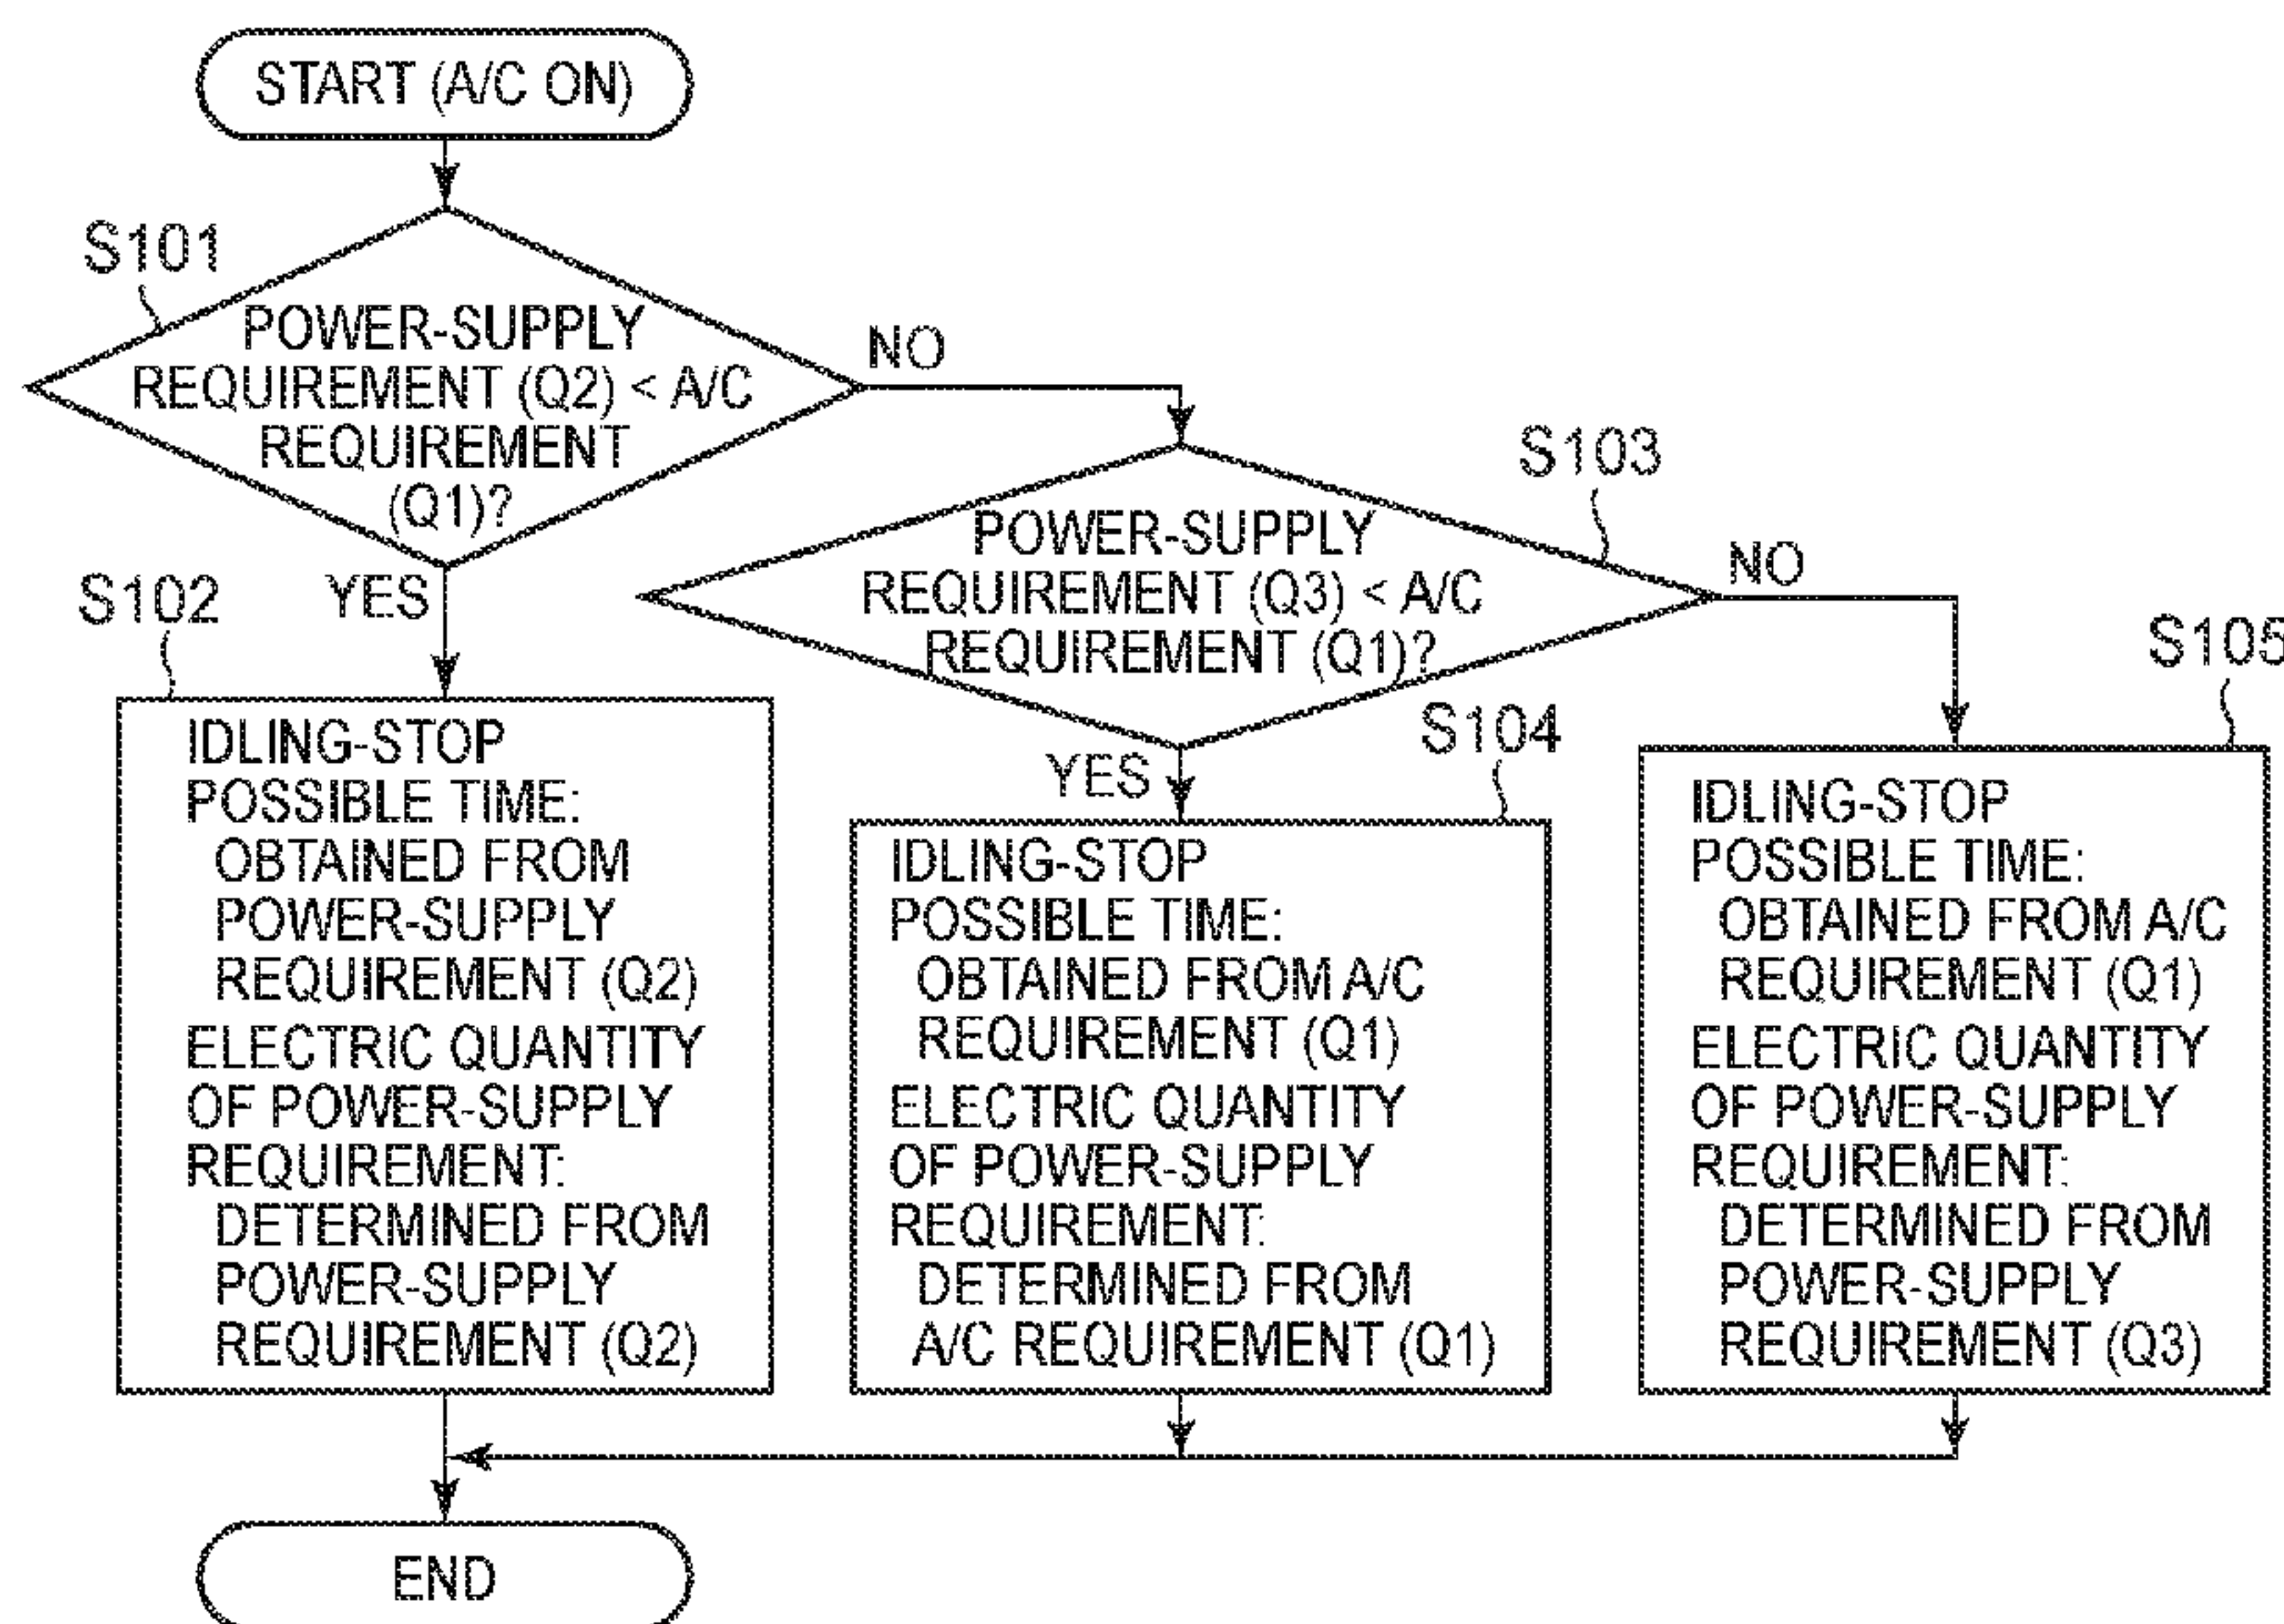 START (A/C ON)
S101
POWER-SUPPLY
REQUIREMENT (Q2) < A/C
REQUIREMENT
(Q1)?
NO
YES
S103
POWER-SUPPLY
REQUIREMENT (Q3) < A/C
REQUIREMENT (Q1)?
NO
YES
S102
IDLING-STOP
POSSIBLE TIME:
OBTAINED FROM
POWER-SUPPLY
REQUIREMENT (Q2)
ELECTRIC QUANTITY
OF POWER-SUPPLY
REQUIREMENT:
DETERMINED FROM
POWER-SUPPLY
REQUIREMENT (Q2)
S104
IDLING-STOP
POSSIBLE TIME:
OBTAINED FROM A/C
REQUIREMENT (Q1)
ELECTRIC QUANTITY
OF POWER-SUPPLY
REQUIREMENT:
DETERMINED FROM
A/C REQUIREMENT (Q1)
S105
IDLING-STOP
POSSIBLE TIME:
OBTAINED FROM A/C
REQUIREMENT (Q1)
ELECTRIC QUANTITY
OF POWER-SUPPLY
REQUIREMENT:
DETERMINED FROM
POWER-SUPPLY
REQUIREMENT (Q3)
END